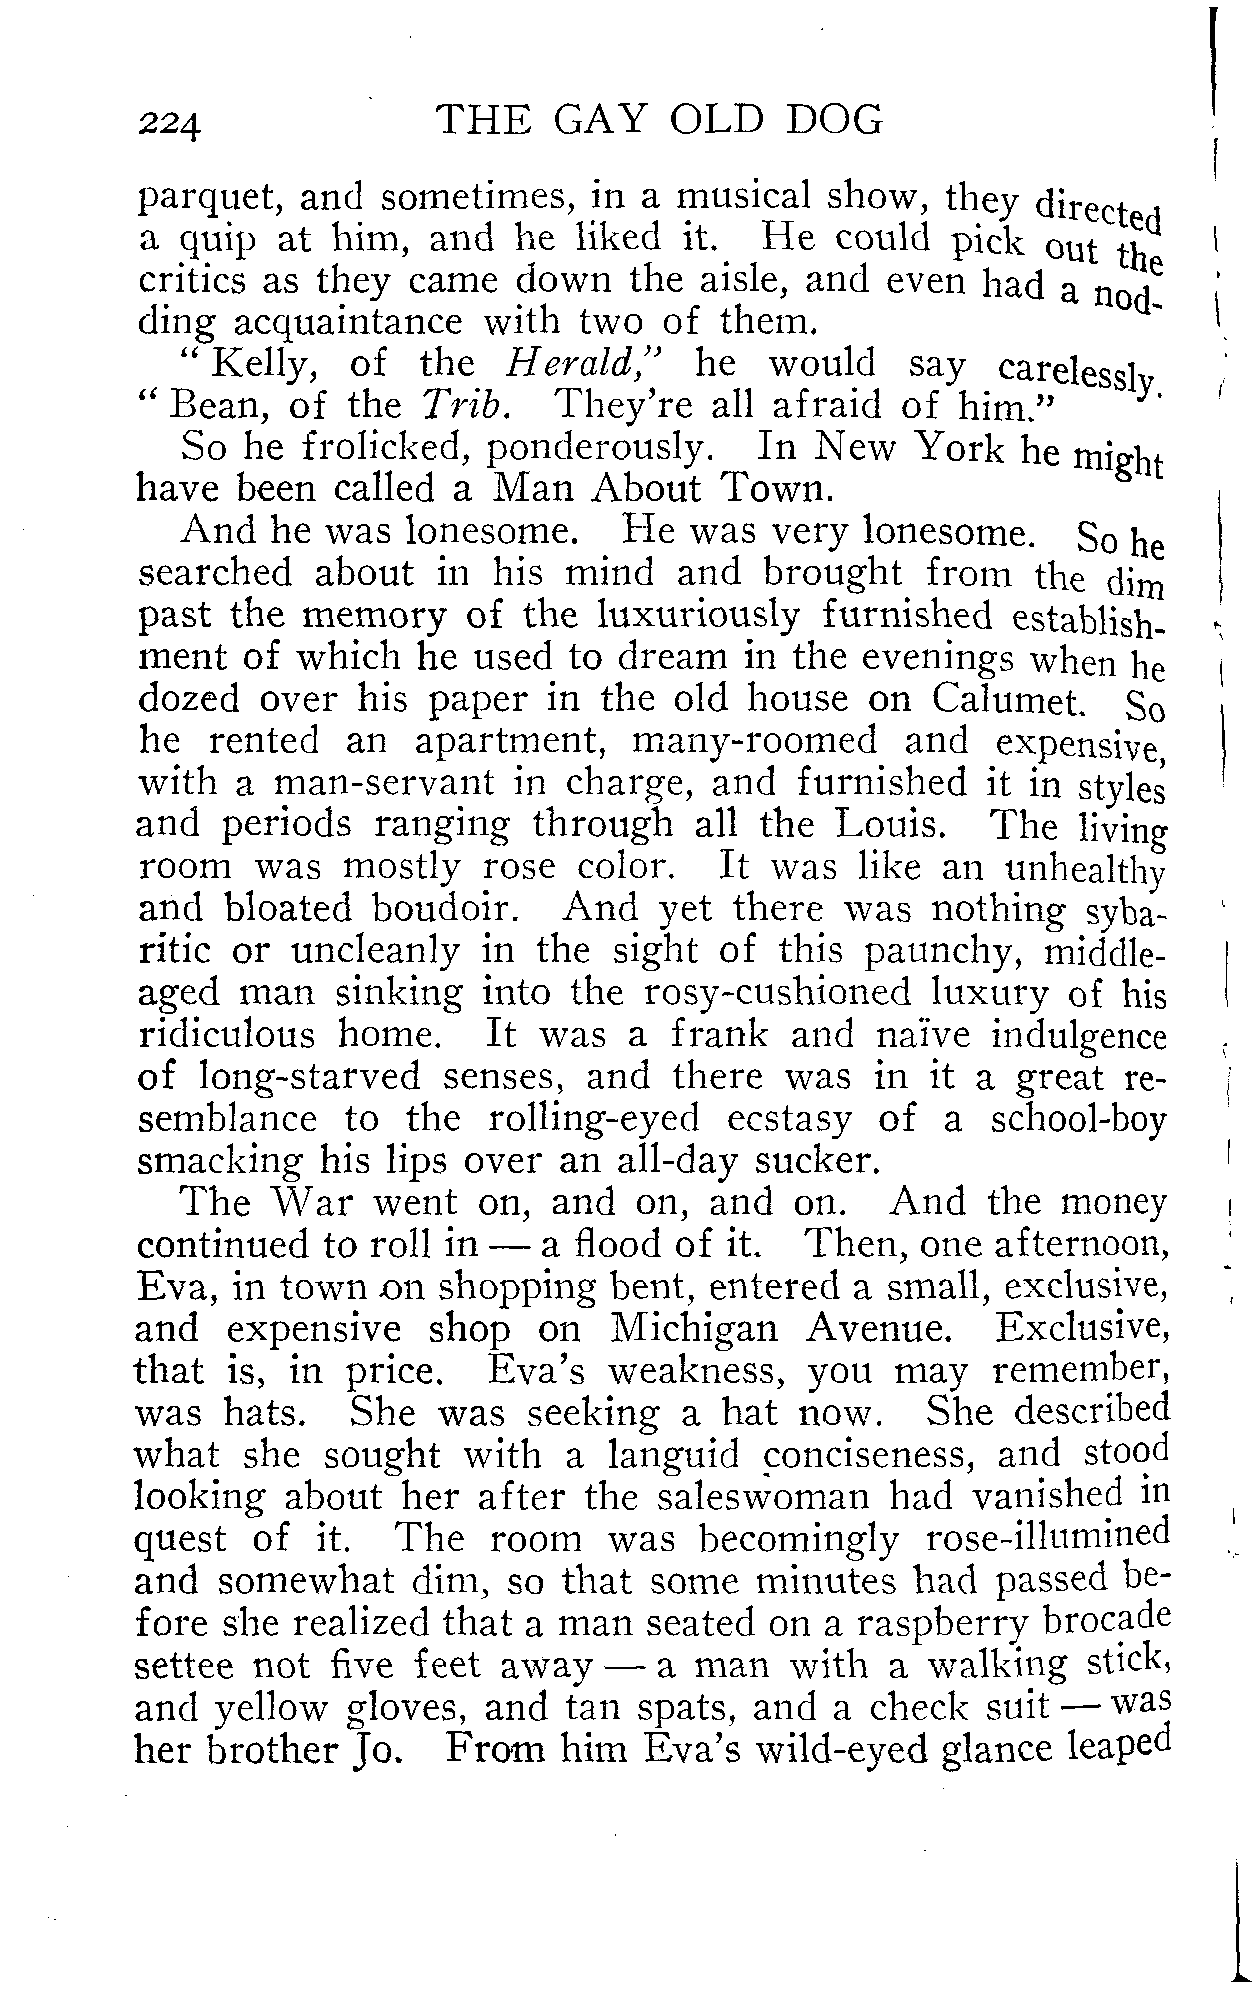 224 THE GAY OLD DOG
parquet, and sometimes, in a musical show, they directed
a quip at him, and he liked it. He could pick out the
critics as they came down the aisle, and even had a nod-
ding acquaintance with two of them.
“Kelly, of the Herald,” he would say carelessly.
“Bean, of the Trib. They're all afraid of him.”
So he frolicked, ponderously. In New York he might
have been called a Man About Town.
And he was lonesome. He was very lonesome. So he
searched about in his mind and brought from the dim
past the memory of the luxuriously furnished establish-
ment of which he used to dream in the evenings when he
dozed over his paper in the old house on Calumet. So
he rented an apartment, many-roomed and expensive,
with a man-servant in charge, and furnished it in styles
and periods ranging through all the Louis. The living
room was mostly rose color. It was like an unhealthy
and bloated boudoir. And yet there was nothing syba-
ritic or uncleanly in the sight of this paunchy, middle-
aged man sinking into the rosy-cushioned luxury of his
ridiculous home. It was a frank and naïve indulgence
of long-starved senses, and there was in it a great re-
semblance to the rolling-eyed ecstasy of a school-boy
smacking his lips over an all-day sucker.
The War went on, and on, and on. And the money
continued to roll in — a flood of it. Then, one afternoon,
Eva, in town on shopping bent, entered a small, exclusive,
and expensive shop on Michigan Avenue. Exclusive,
that is, in price. Eva's weakness, you may remember,
was hats. She was seeking a hat now. She described
what she sought with a languid conciseness, and stood
looking about her after the saleswoman had vanished in
quest of it. The room was becomingly rose-illumined
and somewhat dim, so that some minutes had passed be-
fore she realized that a man seated on a raspberry brocade
settee not five feet away — a man with a walking stick,
and yellow gloves, and tan spats, and a check suit — was
her brother Jo. From him Eva's wild-eyed glance leaped